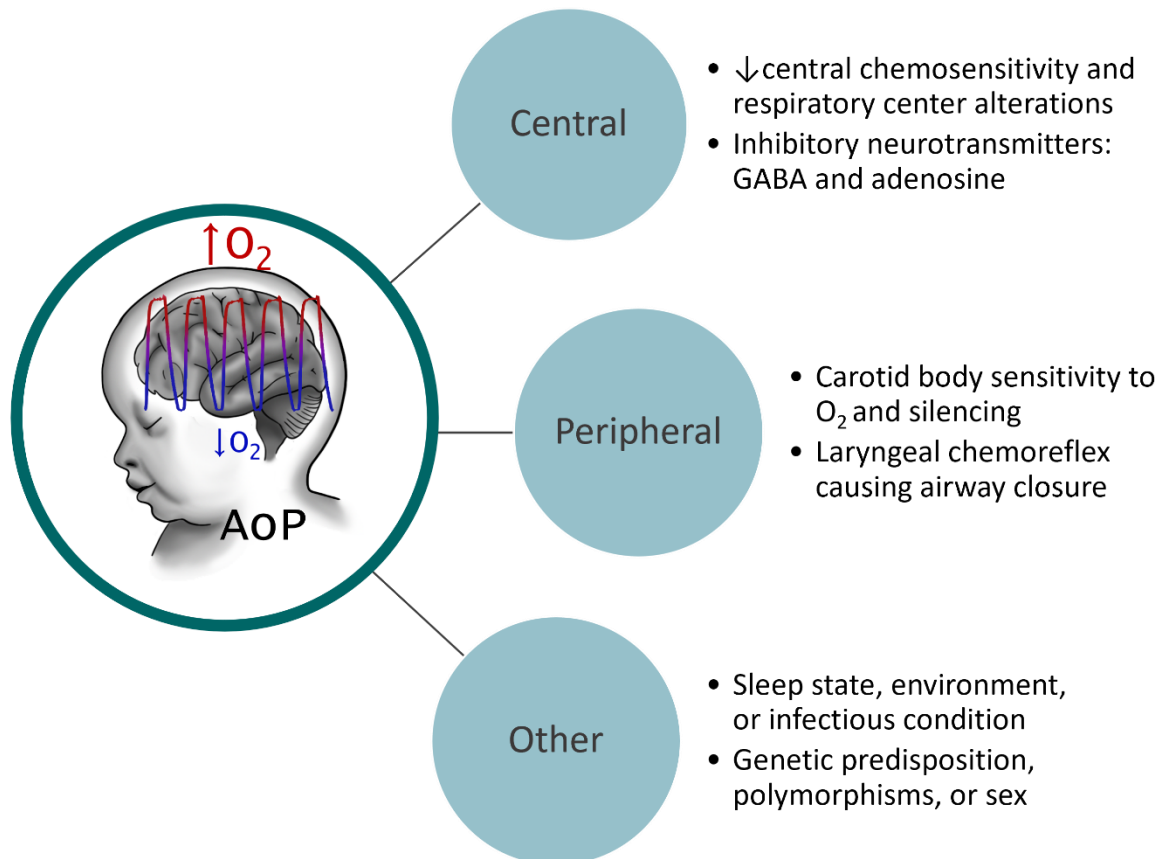 ↑O₂
↓O₂
AoP
Central
• ↓central chemosensitivity and
respiratory center alterations
• Inhibitory neurotransmitters:
GABA and adenosine
Peripheral
• Carotid body sensitivity to
O₂ and silencing
• Laryngeal chemoreflex
causing airway closure
Other
• Sleep state, environment,
or infectious condition
• Genetic predisposition,
polymorphisms, or sex